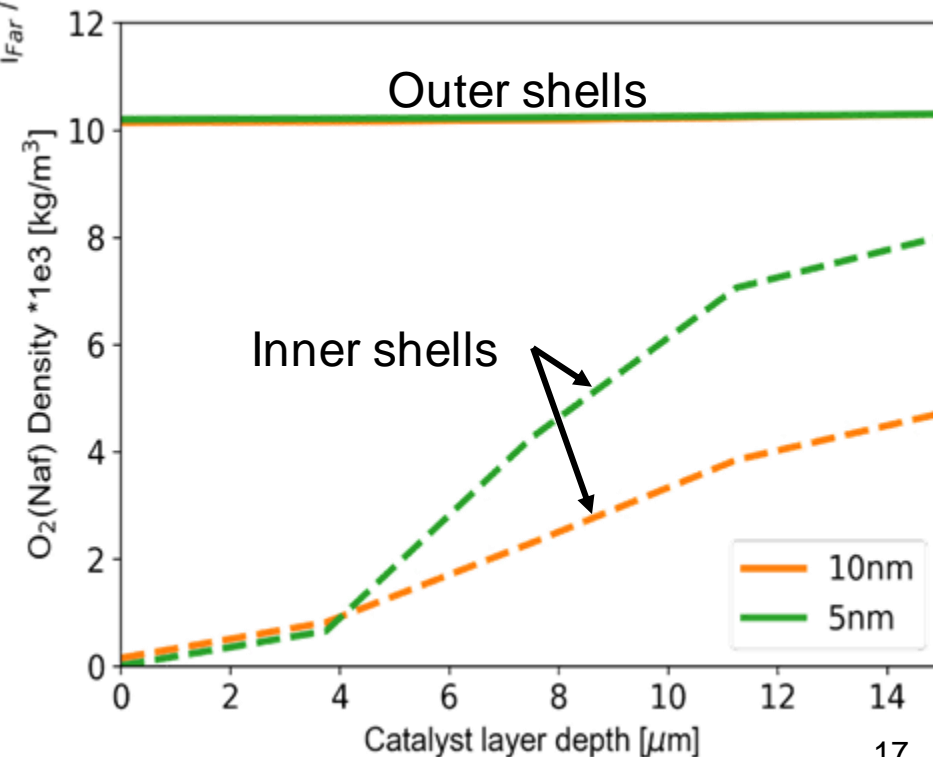 i_Far /
12
Outer shells
10
O₂(Naf) Density *1e3 [kg/m³]
8
6
Inner shells
4
2
10nm
5nm
0
0 2 4 6 8 10 12 14
Catalyst layer depth [μm]
17